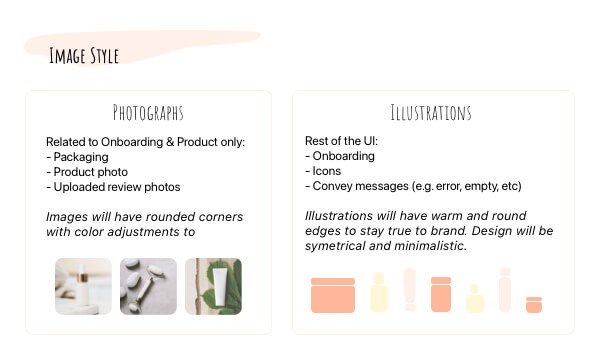 Image Style
Photographs
Related to Onboarding & Product only:
- Packaging
- Product photo
- Uploaded review photos
Images will have rounded corners
with color adjustments to
Illustrations
Rest of the UI:
- Onboarding
- Icons
- Convey messages (e.g. error, empty, etc)
Illustrations will have warm and round
edges to stay true to brand. Design will be
symetrical and minimalistic.